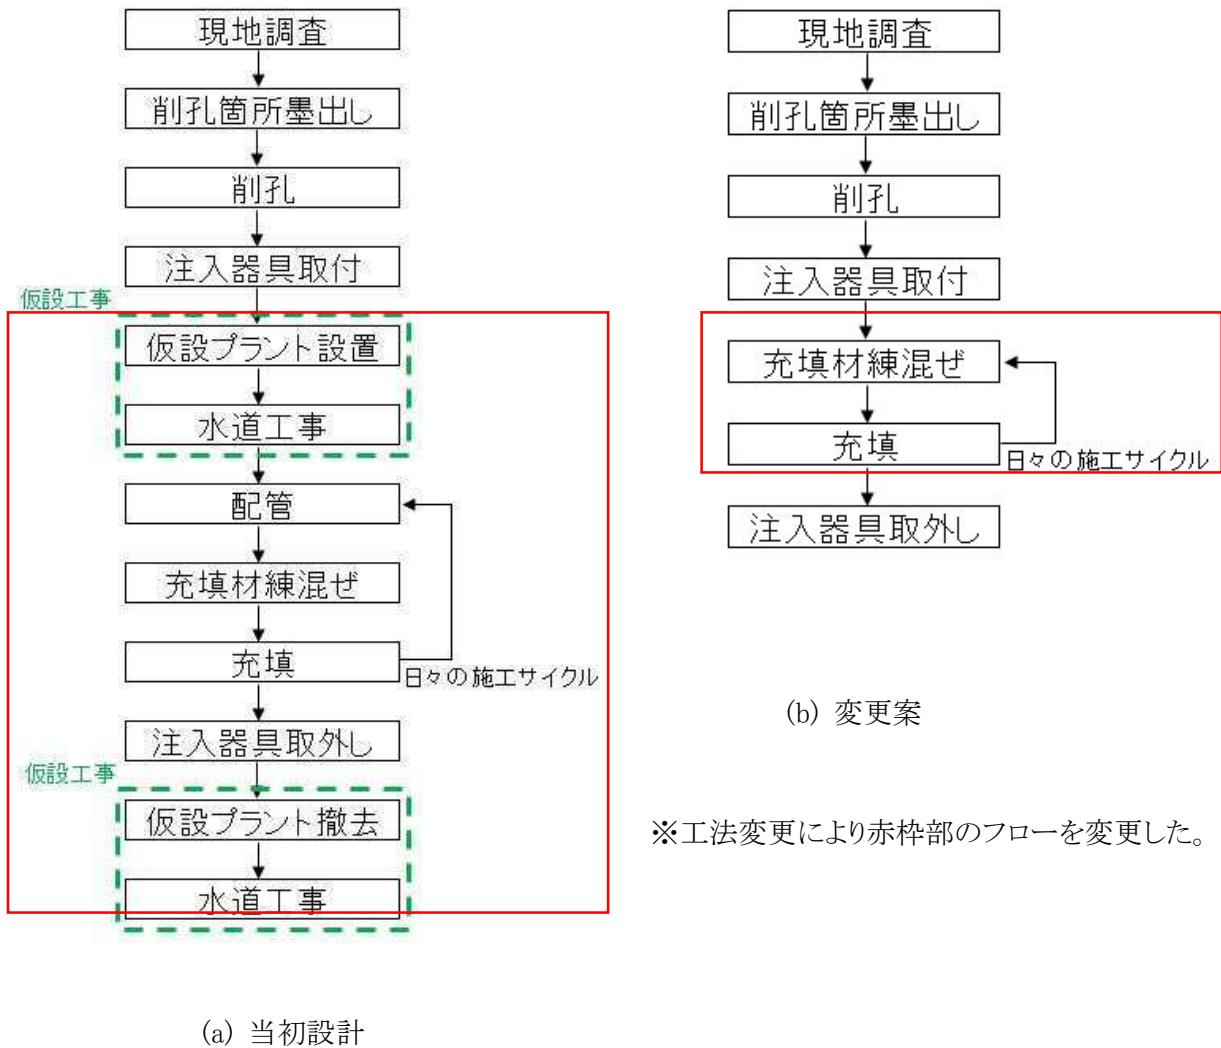 現地調査
削孔箇所墨出し
削孔
注入器具取付
仮設工事
仮設プラント設置
水道工事
配管
充填材練混ぜ
充填
日々の施工サイクル
注入器具取外し
仮設工事
仮設プラント撤去
水道工事
(a) 当初設計
現地調査
削孔箇所墨出し
削孔
注入器具取付
充填材練混ぜ
充填
日々の施工サイクル
注入器具取外し
(b) 変更案
※工法変更により赤枠部のフローを変更した。